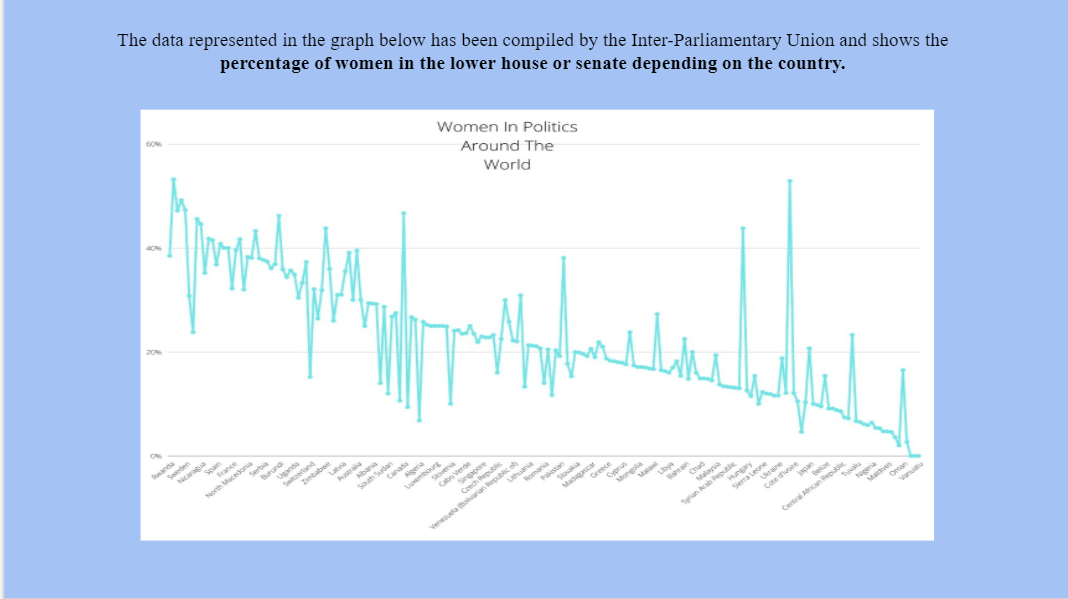 The data represented in the graph below has been compiled by the Inter-Parliamentary Union and shows the
percentage of women in the lower house or senate depending on the country.
Women In Politics
Around The
World
60%
40%
20%
0%
Rwanda
Sweden
Nicaragua
Spain
France
North Macedonia
Serbia
Burundi
Uganda
Switzerland
Zimbabwe
Latvia
Australia
Albania
South Sudan
Canada
Algeria
Luxembourg
Slovenia
Cabo Verde
Singapore
Czech Republic
Venezuela (Bolivarian Republic of)
Lithuania
Romania
Pakistan
Slovakia
Madagascar
Greece
Cyprus
Mongolia
Malawi
Libya
Bahrain
Chad
Malaysia
Syrian Arab Republic
Hungary
Sierra Leone
Ukraine
Cote d'Ivoire
Japan
Belize
Central African Republic
Tuvalu
Nigeria
Maldives
Oman
Vanuatu